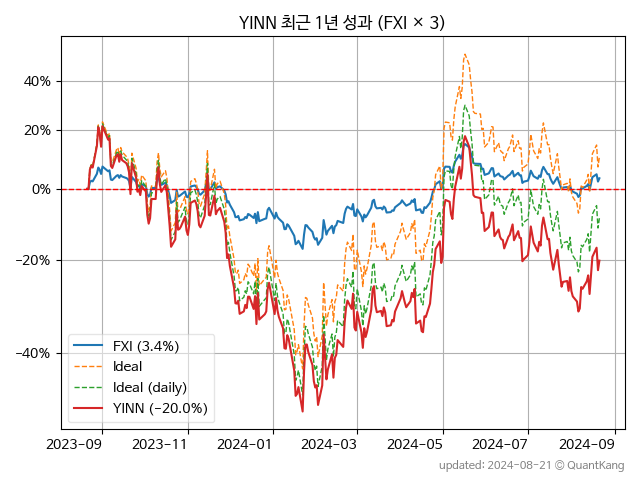 YINN 최근 1년 성과 (FXI × 3)
40%
20%
0%
−20%
−40%
FXI (3.4%)
Ideal
Ideal (daily)
YINN (−20.0%)
2023−09
2023−11
2024−01
2024−03
2024−05
2024−07
2024−09
updated: 2024−08−21 © QuantKang